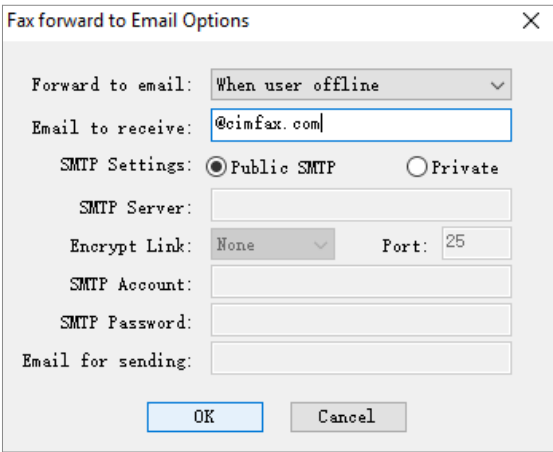 Fax forward to Email Options
Forward to email: When user offline
Email to receive: @cimfax.com
SMTP Settings: Public SMTP Private
SMTP Server:
Encrypt Link: None Port: 25
SMTP Account:
SMTP Password:
Email for sending:
OK Cancel